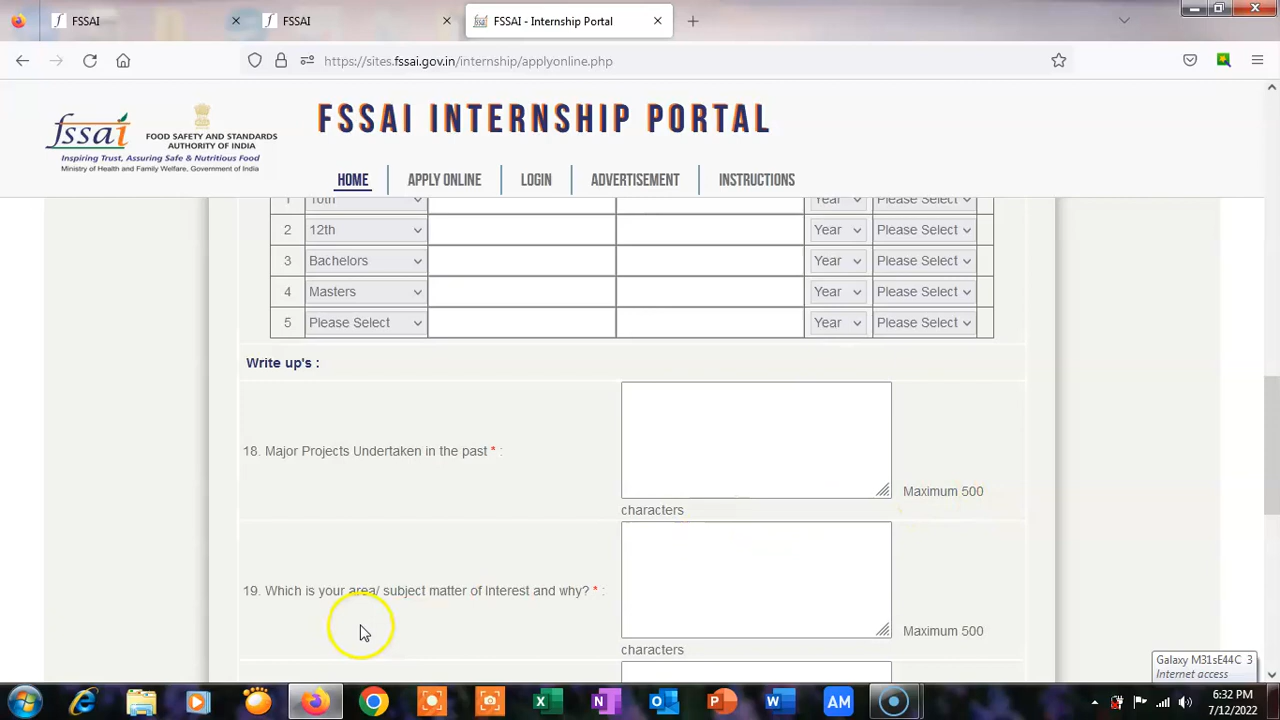 FSSAI
FSSAI
FSSAI - Internship Portal
https://sites.fssai.gov.in/internship/applyonline.php
fssai
FOOD SAFETY AND STANDARDS
AUTHORITY OF INDIA
Inspiring Trust, Assuring Safe & Nutritious Food
Ministry of Health and Family Welfare, Government of India
FSSAI INTERNSHIP PORTAL
HOME
APPLY ONLINE
LOGIN
ADVERTISEMENT
INSTRUCTIONS
1 10th Year Please Select
2 12th Year Please Select
3 Bachelors Year Please Select
4 Masters Year Please Select
5 Please Select Year Please Select
Write up's :
18. Major Projects Undertaken in the past * :
Maximum 500
characters
19. Which is your area/ subject matter of Interest and why? * :
Maximum 500
characters
Galaxy M31sE44C 3
Internet access
AM
6:32 PM
7/12/2022